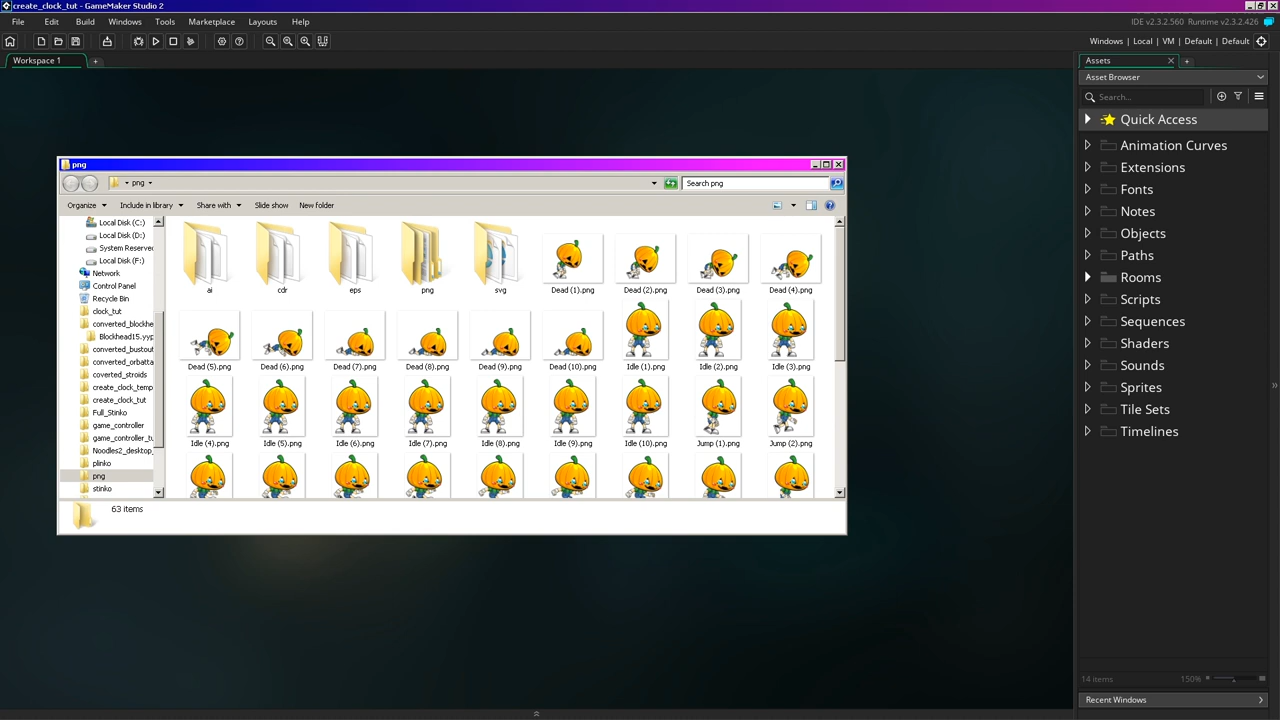 create_clock_tut - GameMaker Studio 2
File Edit Build Windows Tools Marketplace Layouts Help
IDE v2.3.2.560 Runtime v2.3.2.426
Windows | Local | VM | Default | Default
Workspace 1
Assets
Asset Browser
Search...
Quick Access
Animation Curves
Extensions
Fonts
Notes
Objects
Paths
Rooms
Scripts
Sequences
Shaders
Sounds
Sprites
Tile Sets
Timelines
14 items 150%
Recent Windows
png
png
Search png
Organize Include in library Share with Slide show New folder
Local Disk (C:)
Local Disk (D:)
System Reserved
Local Disk (F:)
Network
Control Panel
Recycle Bin
clock_tut
converted_blockhe
Blockhead15.yyp
converted_bustout
converted_orbatta
coverted_stroids
create_clock_temp
create_clock_tut
Full_Stinko
game_controller
game_controller_tu
Noodles2_desktop_
plinko
png
stinko
ai cdr eps png svg Dead (1).png Dead (2).png Dead (3).png Dead (4).png
Dead (5).png Dead (6).png Dead (7).png Dead (8).png Dead (9).png Dead (10).png Idle (1).png Idle (2).png Idle (3).png
Idle (4).png Idle (5).png Idle (6).png Idle (7).png Idle (8).png Idle (9).png Idle (10).png Jump (1).png Jump (2).png
63 items